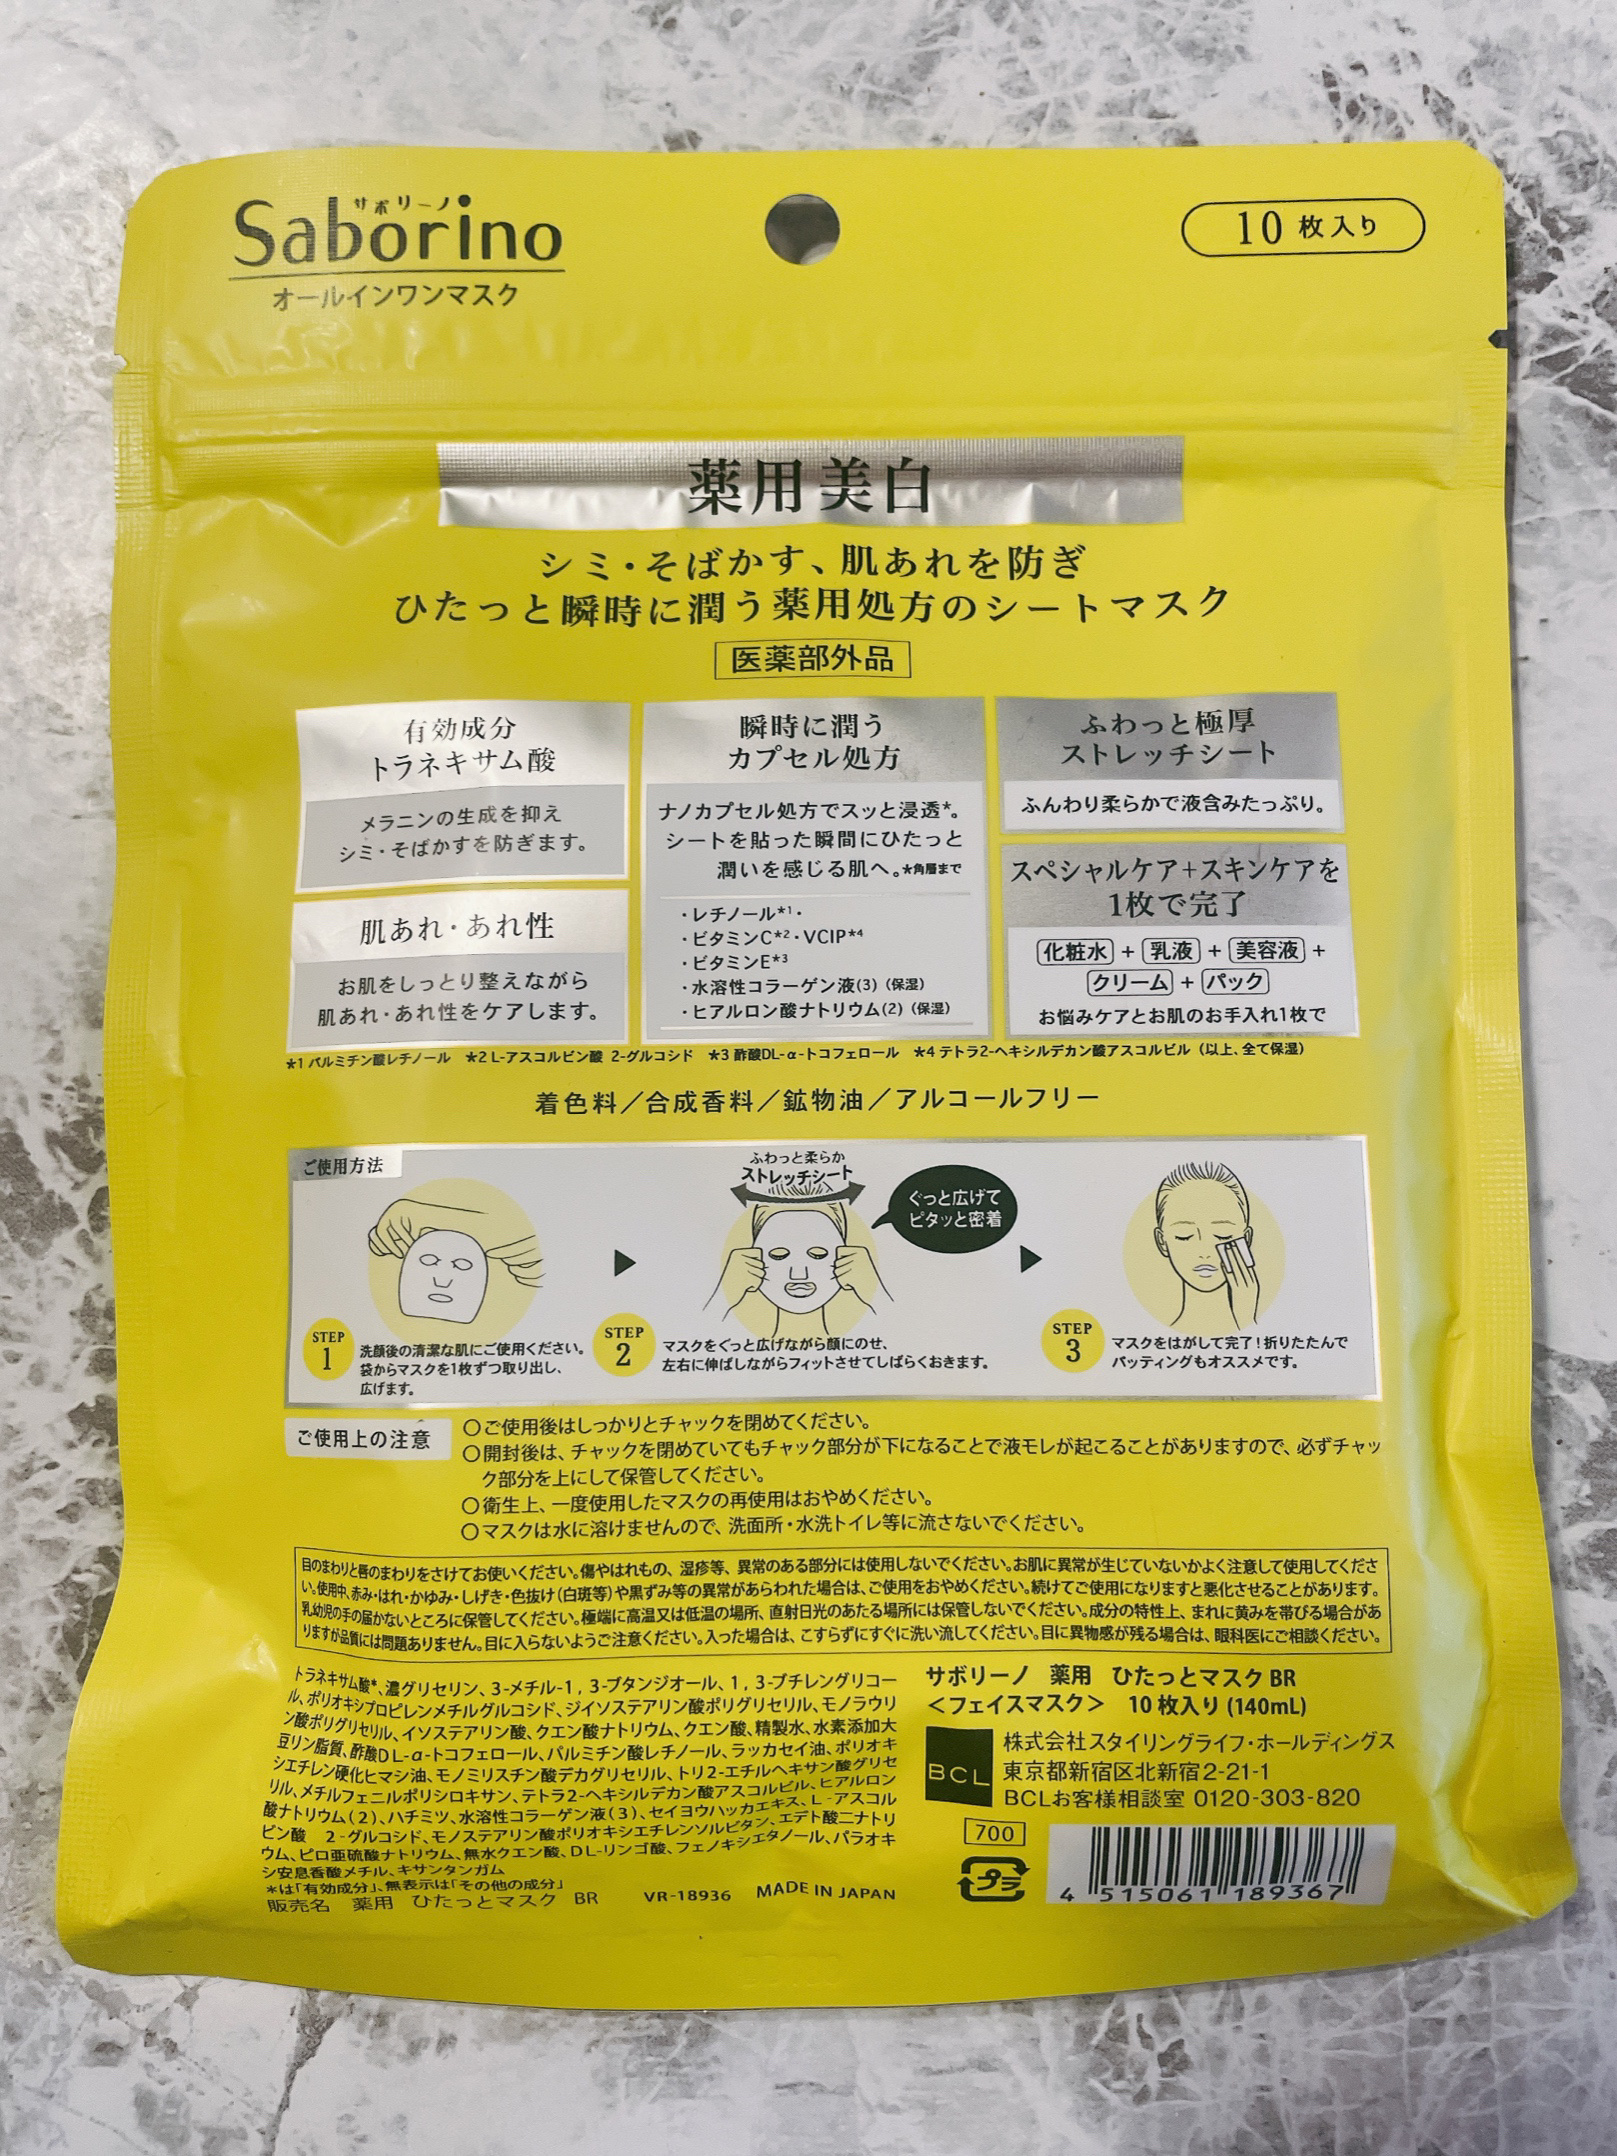 サボリーノ
Saborino
オールインワンマスク
10 枚入り
薬用美白
シミ・そばかす、肌あれを防ぎ
ひたっと瞬時に潤う薬用処方のシートマスク
医薬部外品
有効成分
トラネキサム酸
メラニンの生成を抑え
シミ・そばかすを防ぎます。
肌あれ・あれ性
お肌をしっとり整えながら
肌あれ・あれ性をケアします。
瞬時に潤う
カプセル処方
ナノカプセル処方でスッと浸透*。
シートを貼った瞬間にひたっと
潤いを感じる肌へ。*角層まで
・レチノール*1・
・ビタミンC*2・VCIP*4
・ビタミンE*3
・水溶性コラーゲン液(3)（保湿）
・ヒアルロン酸ナトリウム(2)（保湿）
ふわっと極厚
ストレッチシート
ふんわり柔らかで液含みたっぷり。
スペシャルケア+スキンケアを
1枚で完了
化粧水 + 乳液 + 美容液 +
クリーム + パック
お悩みケアとお肌のお手入れ1枚で
*1 パルミチン酸レチノール *2 L-アスコルビン酸 2-グルコシド *3 酢酸DL-α-トコフェロール *4 テトラ2-ヘキシルデカン酸アスコルビル（以上、全て保湿）
着色料／合成香料／鉱物油／アルコールフリー
ご使用方法
ふわっと柔らか
ストレッチシート
ぐっと広げて
ピタッと密着
STEP
1
洗顔後の清潔な肌にご使用ください。
袋からマスクを1枚ずつ取り出し、
広げます。
STEP
2
マスクをぐっと広げながら顔にのせ、
左右に伸ばしながらフィットさせてしばらくおきます。
STEP
3
マスクをはがして完了！折りたたんで
パッティングもオススメです。
ご使用上の注意
〇ご使用後はしっかりとチャックを閉めてください。
〇開封後は、チャックを閉めていてもチャック部分が下になることで液モレが起こることがありますので、必ずチャッ
ク部分を上にして保管してください。
〇衛生上、一度使用したマスクの再使用はおやめください。
〇マスクは水に溶けませんので、洗面所・水洗トイレ等に流さないでください。
目のまわりと唇のまわりをさけてお使いください。傷やはれもの、湿疹等、異常のある部分には使用しないでください。お肌に異常が生じていないかよく注意して使用してくださ
い。使用中、赤み・はれ・かゆみ・しげき・色抜け（白斑等）や黒ずみ等の異常があらわれた場合は、ご使用をおやめください。続けてご使用になりますと悪化させることがあります。
乳幼児の手の届かないところに保管してください。極端に高温又は低温の場所、直射日光のあたる場所には保管しないでください。成分の特性上、まれに黄みを帯びる場合があ
りますが品質には問題ありません。目に入らないようご注意ください。入った場合は、こすらずにすぐに洗い流してください。目に異物感が残る場合は、眼科医にご相談ください。
トラネキサム酸*、濃グリセリン、3-メチル-1，3-ブタンジオール、1，3-ブチレングリコー
ル、ポリオキシプロピレンメチルグルコシド、ジイソステアリン酸ポリグリセリル、モノラウリ
ン酸ポリグリセリル、イソステアリン酸、クエン酸ナトリウム、クエン酸、精製水、水素添加大
豆リン脂質、酢酸ＤＬ-α-トコフェロール、パルミチン酸レチノール、ラッカセイ油、ポリオキ
シエチレン硬化ヒマシ油、モノミリスチン酸デカグリセリル、トリ2-エチルヘキサン酸グリセ
リル、メチルフェニルポリシロキサン、テトラ2-ヘキシルデカン酸アスコルビル、ヒアルロン
酸ナトリウム(2)、ハチミツ、水溶性コラーゲン液(3)、セイヨウハッカエキス、Ｌ-アスコル
ビン酸 2-グルコシド、モノステアリン酸ポリオキシエチレンソルビタン、エデト酸二ナトリ
ウム、ピロ亜硫酸ナトリウム、無水クエン酸、DL-リンゴ酸、フェノキシエタノール、パラオキ
シ安息香酸メチル、キサンタンガム
*は「有効成分」、無表示は「その他の成分」
販売名 薬用 ひたっとマスク BR VR-18936 MADE IN JAPAN
サボリーノ 薬用 ひたっとマスク BR
＜フェイスマスク＞ 10 枚入り (140mL)
BCL
株式会社スタイリングライフ・ホールディングス
東京都新宿区北新宿2-21-1
BCLお客様相談室 0120-303-820
700
プラ
4 515061 189367